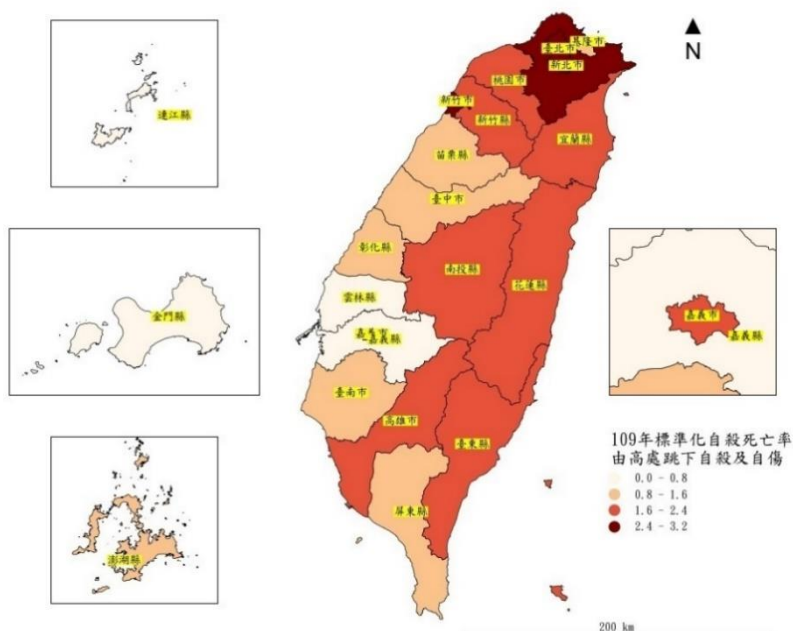 連江縣
金門縣
澎湖縣
N
基隆市
臺北市
新北市
桃園市
新竹市
新竹縣
宜蘭縣
苗栗縣
臺中市
彰化縣
南投縣
花蓮縣
雲林縣
嘉義縣
臺南市
高雄市
臺東縣
屏東縣
嘉義市
嘉義縣
109年標準化自殺死亡率
由高處跳下自殺及自傷
0.0 - 0.8
0.8 - 1.6
1.6 - 2.4
2.4 - 3.2
200 km